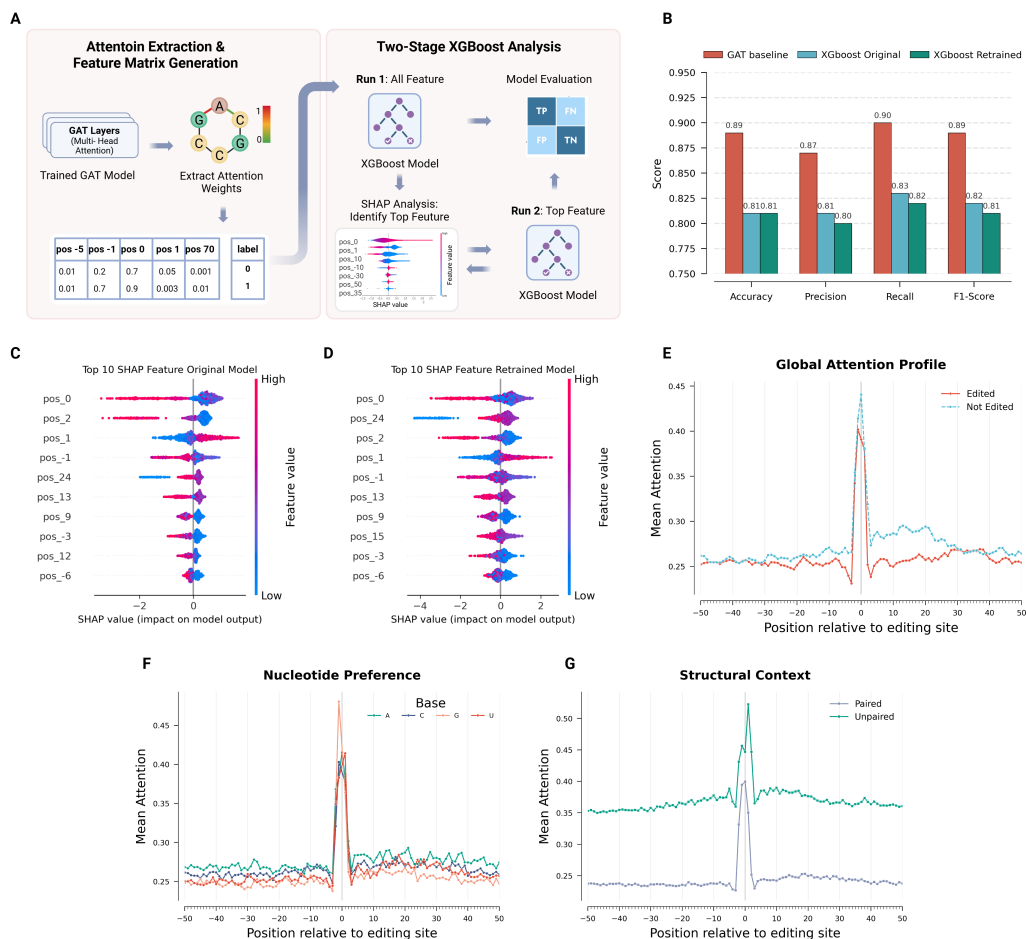 A
Attentoin Extraction &
Feature Matrix Generation
GAT Layers
(Multi- Head
Attention)
Trained GAT Model
A
G
C
C
G
C
C
1
0
Extract Attention
Weights
pos -5 pos -1 pos 0 pos 1 pos 70 label
0.01 0.2 0.7 0.05 0.001 0
0.01 0.7 0.9 0.003 0.01 1
Two-Stage XGBoost Analysis
Run 1: All Feature
XGBoost Model
Model Evaluation
TP FN
FP TN
SHAP Analysis:
Identify Top Feature
pos_0
pos_1
pos_10
pos_-10
pos_-30
pos_50
pos_35
SHAP value
Feature value
Run 2: Top Feature
XGBoost Model
B
GAT baseline XGboost Original XGBoost Retrained
Score
0.950
0.925
0.900
0.875
0.850
0.825
0.800
0.775
0.750
0.89 0.81 0.81
0.87 0.81 0.80
0.90 0.83 0.82
0.89 0.82 0.81
Accuracy Precision Recall F1-Score
C
Top 10 SHAP Feature Original Model
High
pos_0
pos_2
pos_1
pos_-1
pos_24
pos_13
pos_9
pos_-3
pos_12
pos_-6
Feature value
Low
−2 0
SHAP value (impact on model output)
D
Top 10 SHAP Feature Retrained Model
High
pos_0
pos_24
pos_2
pos_1
pos_-1
pos_13
pos_9
pos_15
pos_-3
pos_-6
Feature value
Low
−4 −2 0 2
SHAP value (impact on model output)
E
Global Attention Profile
Edited
Not Edited
Mean Attention
0.45
0.40
0.35
0.30
0.25
−50 −40 −30 −20 −10 0 10 20 30 40 50
Position relative to editing site
F
Nucleotide Preference
Base
A C G U
Mean Attention
0.45
0.40
0.35
0.30
0.25
−50 −40 −30 −20 −10 0 10 20 30 40 50
Position relative to editing site
G
Structural Context
Paired
Unpaired
Mean Attention
0.50
0.45
0.40
0.35
0.30
0.25
−50 −40 −30 −20 −10 0 10 20 30 40 50
Position relative to editing site